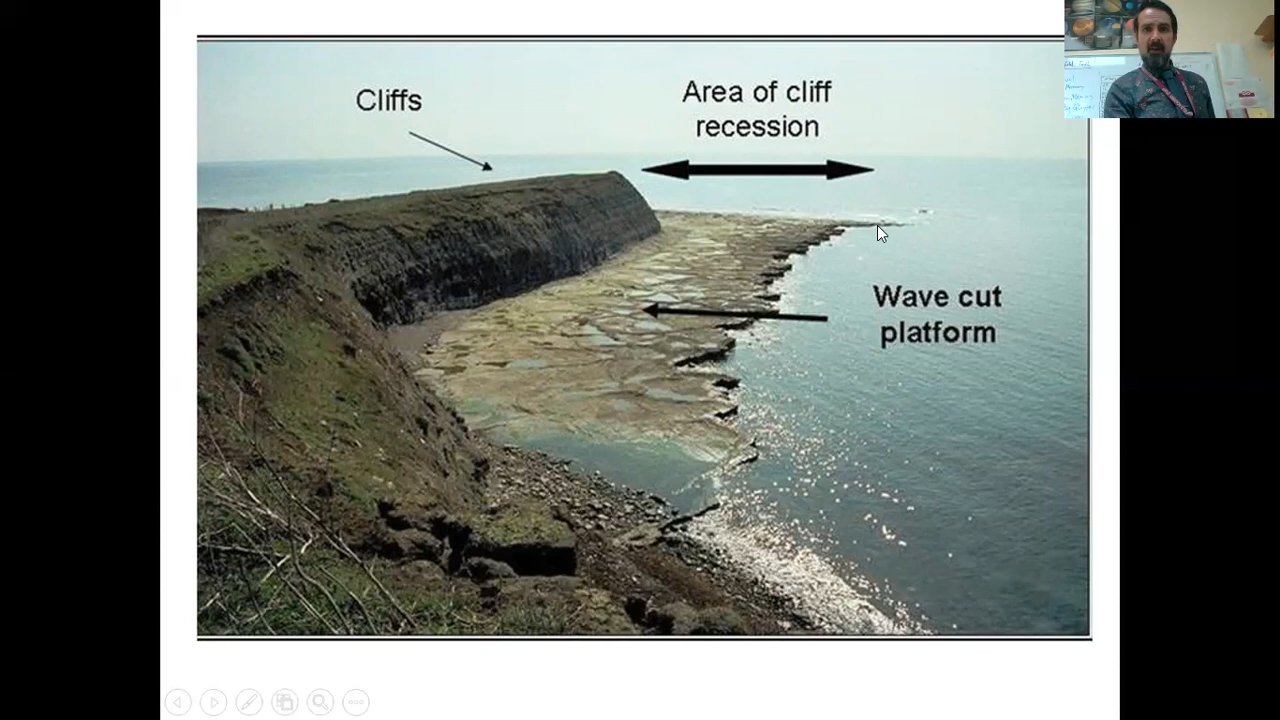 Cliffs
Area of cliff
recession
Wave cut
platform